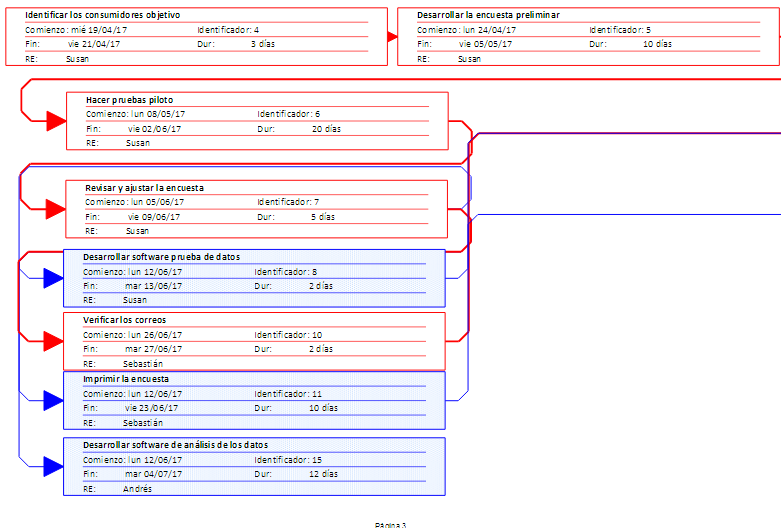 Identificar los consumidores objetivo
Comienzo: mié 19/04/17 Identificador: 4
Fin: vie 21/04/17 Dur: 3 días
RE: Susan
Desarrollar la encuesta preliminar
Comienzo: lun 24/04/17 Identificador: 5
Fin: vie 05/05/17 Dur: 10 días
RE: Susan
Hacer pruebas piloto
Comienzo: lun 08/05/17 Identificador: 6
Fin: vie 02/06/17 Dur: 20 días
RE: Susan
Revisar y ajustar la encuesta
Comienzo: lun 05/06/17 Identificador: 7
Fin: vie 09/06/17 Dur: 5 días
RE: Susan
Desarrollar software prueba de datos
Comienzo: lun 12/06/17 Identificador: 8
Fin: mar 13/06/17 Dur: 2 días
RE: Susan
Verificar los correos
Comienzo: lun 26/06/17 Identificador: 10
Fin: mar 27/06/17 Dur: 2 días
RE: Sebastián
Imprimir la encuesta
Comienzo: lun 12/06/17 Identificador: 11
Fin: vie 23/06/17 Dur: 10 días
RE: Sebastián
Desarrollar software de análisis de los datos
Comienzo: lun 12/06/17 Identificador: 15
Fin: mar 04/07/17 Dur: 12 días
RE: Andrés
Página 3